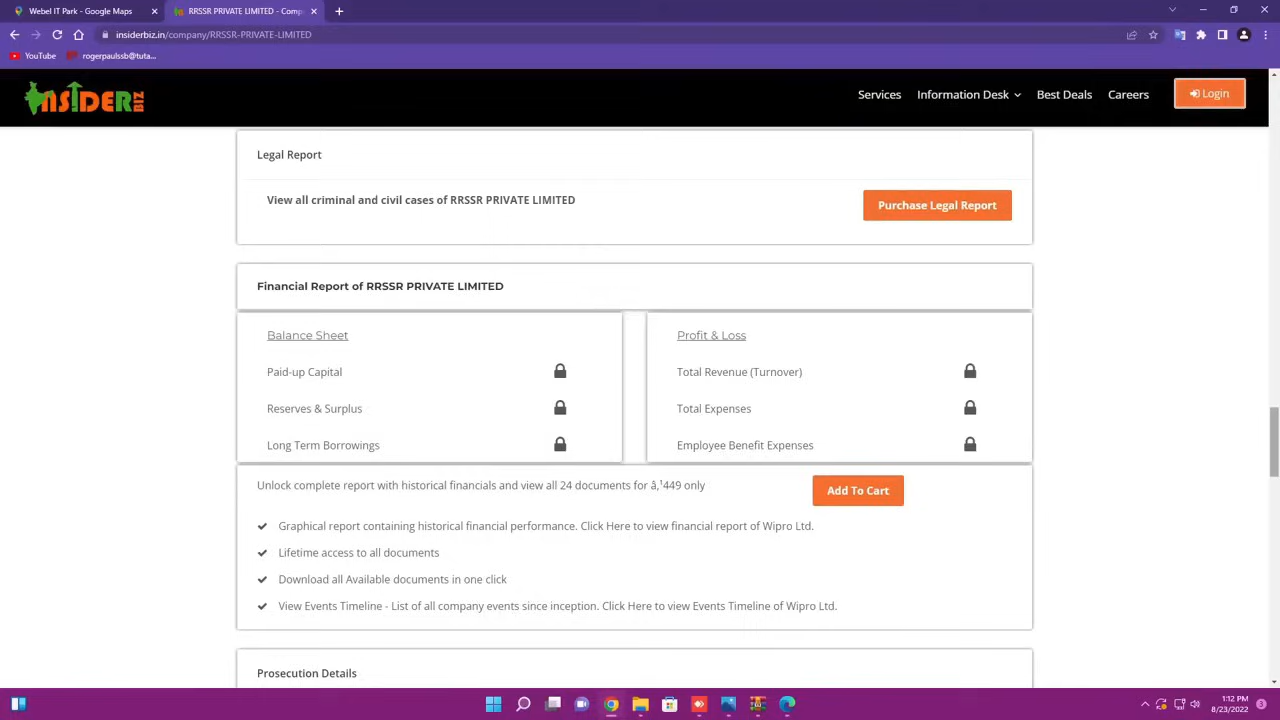 Webel IT Park - Google Maps
RRSSR PRIVATE LIMITED - Comp
insiderbiz.in/company/RRSSR-PRIVATE-LIMITED
YouTube
rogerpaulssb@tuta...
INSIDER BIZ
Services
Information Desk
Best Deals
Careers
Login
Legal Report
View all criminal and civil cases of RRSSR PRIVATE LIMITED
Purchase Legal Report
Financial Report of RRSSR PRIVATE LIMITED
Balance Sheet
Profit & Loss
Paid-up Capital
Total Revenue (Turnover)
Reserves & Surplus
Total Expenses
Long Term Borrowings
Employee Benefit Expenses
Unlock complete report with historical financials and view all 24 documents for â‚¹449 only
Add To Cart
Graphical report containing historical financial performance. Click Here to view financial report of Wipro Ltd.
Lifetime access to all documents
Download all Available documents in one click
View Events Timeline - List of all company events since inception. Click Here to view Events Timeline of Wipro Ltd.
Prosecution Details
1:12 PM
8/23/2022
3